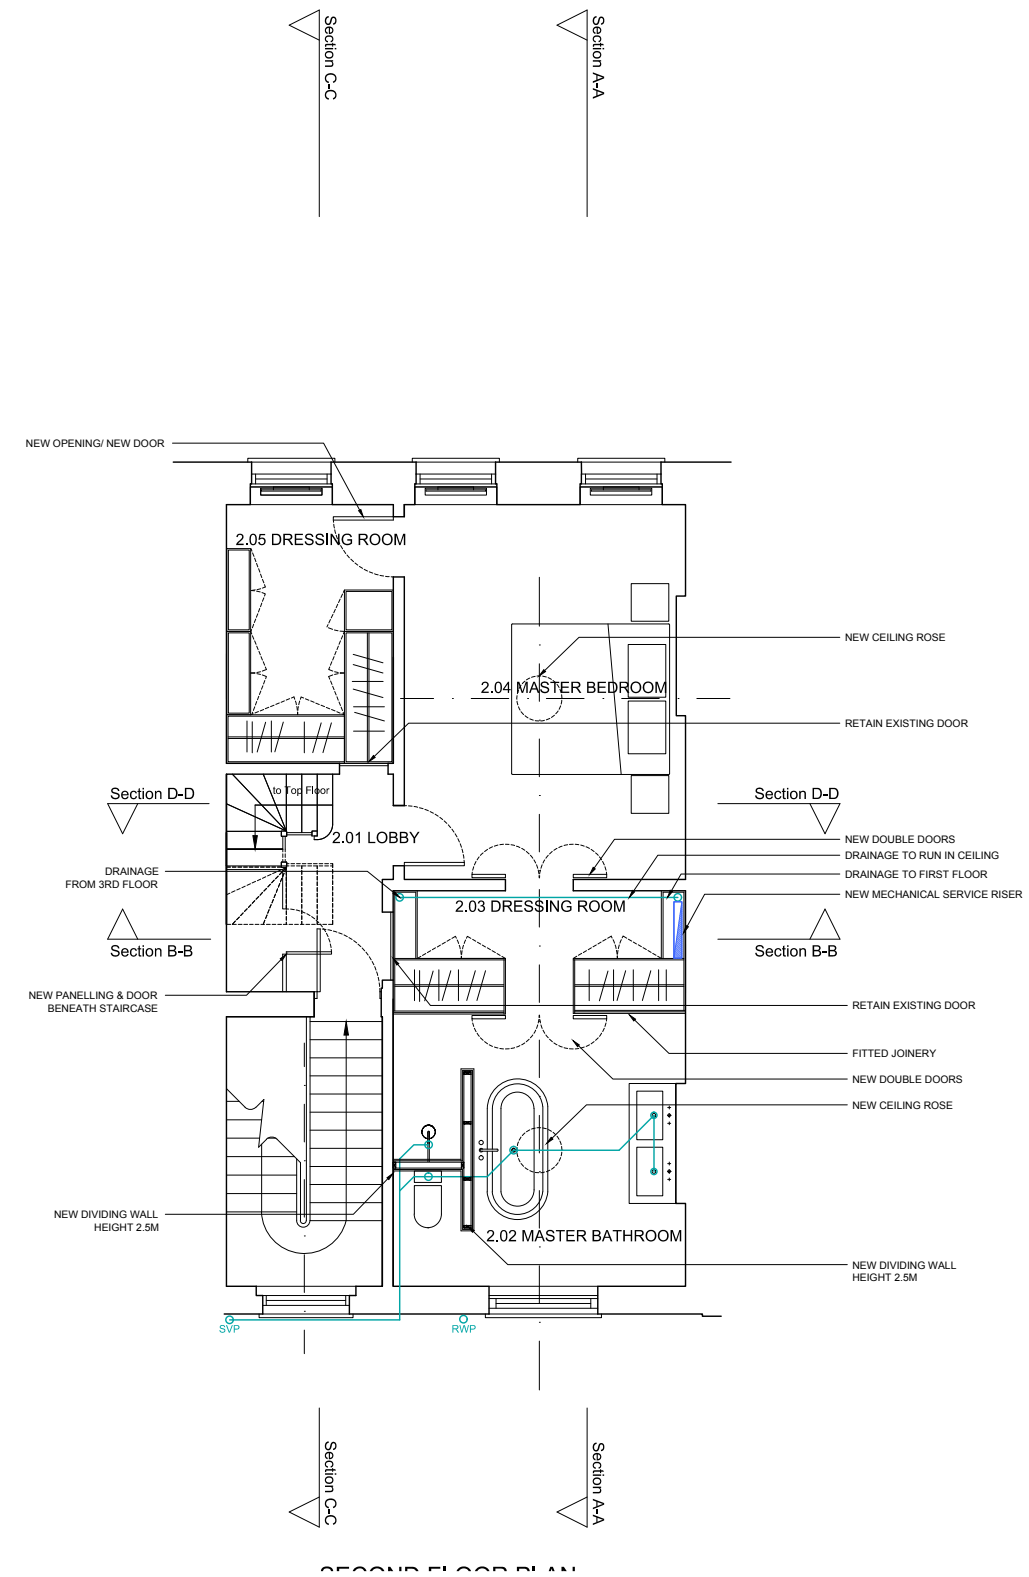 Section C-C
Section A-A
NEW OPENING/ NEW DOOR
2.05 DRESSING ROOM
NEW CEILING ROSE
2.04 MASTER BEDROOM
RETAIN EXISTING DOOR
Section D-D
to Top Floor
Section D-D
2.01 LOBBY
NEW DOUBLE DOORS
DRAINAGE TO RUN IN CEILING
DRAINAGE
FROM 3RD FLOOR
DRAINAGE TO FIRST FLOOR
NEW MECHANICAL SERVICE RISER
2.03 DRESSING ROOM
Section B-B
Section B-B
NEW PANELLING & DOOR
BENEATH STAIRCASE
RETAIN EXISTING DOOR
FITTED JOINERY
NEW DOUBLE DOORS
NEW CEILING ROSE
NEW DIVIDING WALL
HEIGHT 2.5M
2.02 MASTER BATHROOM
NEW DIVIDING WALL
HEIGHT 2.5M
SVP
RWP
Section C-C
Section A-A
SECOND FLOOR PLAN